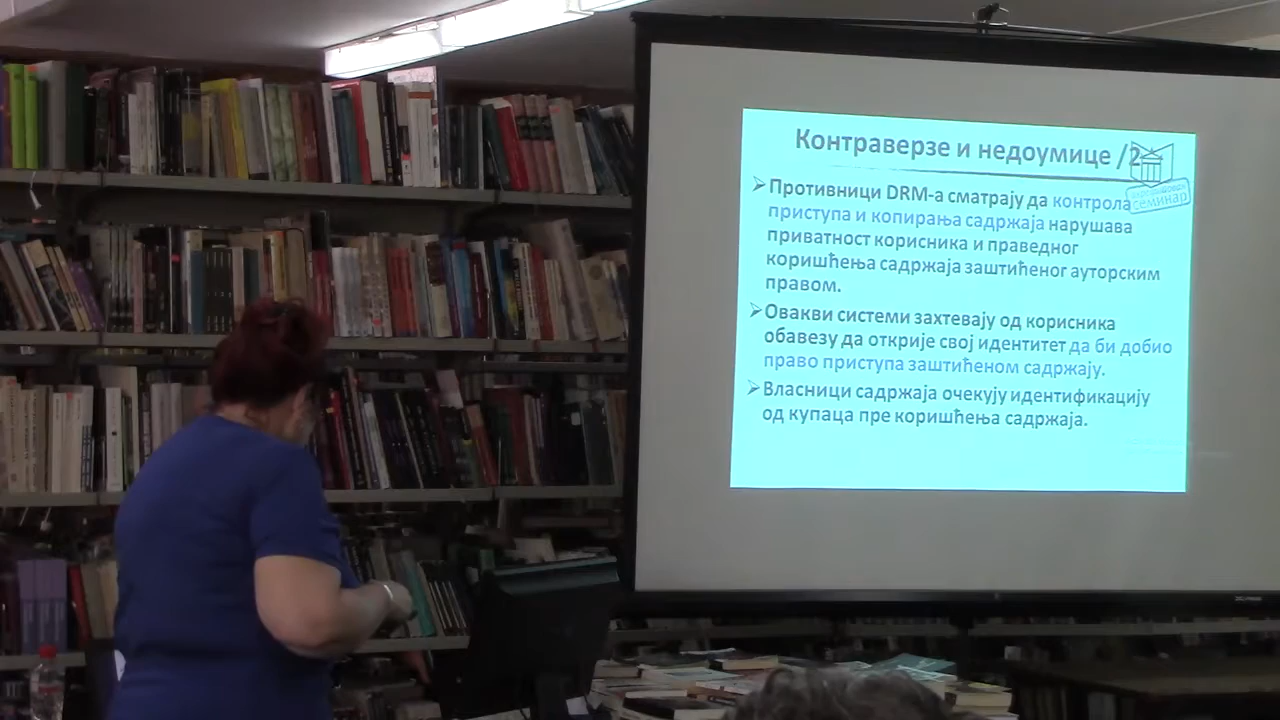 Контраверзе и недоумице /2
Противници DRM-а сматрају да контрола
приступа и копирања садржаја нарушава
приватност корисника и праведног
коришћења садржаја заштићеног ауторским
правом.
Овакви системи захтевају од корисника
обавезу да открије свој идентитет да би добио
право приступа заштићеном садржају.
Власници садржаја очекују идентификацију
од купаца пре коришћења садржаја.
семинар